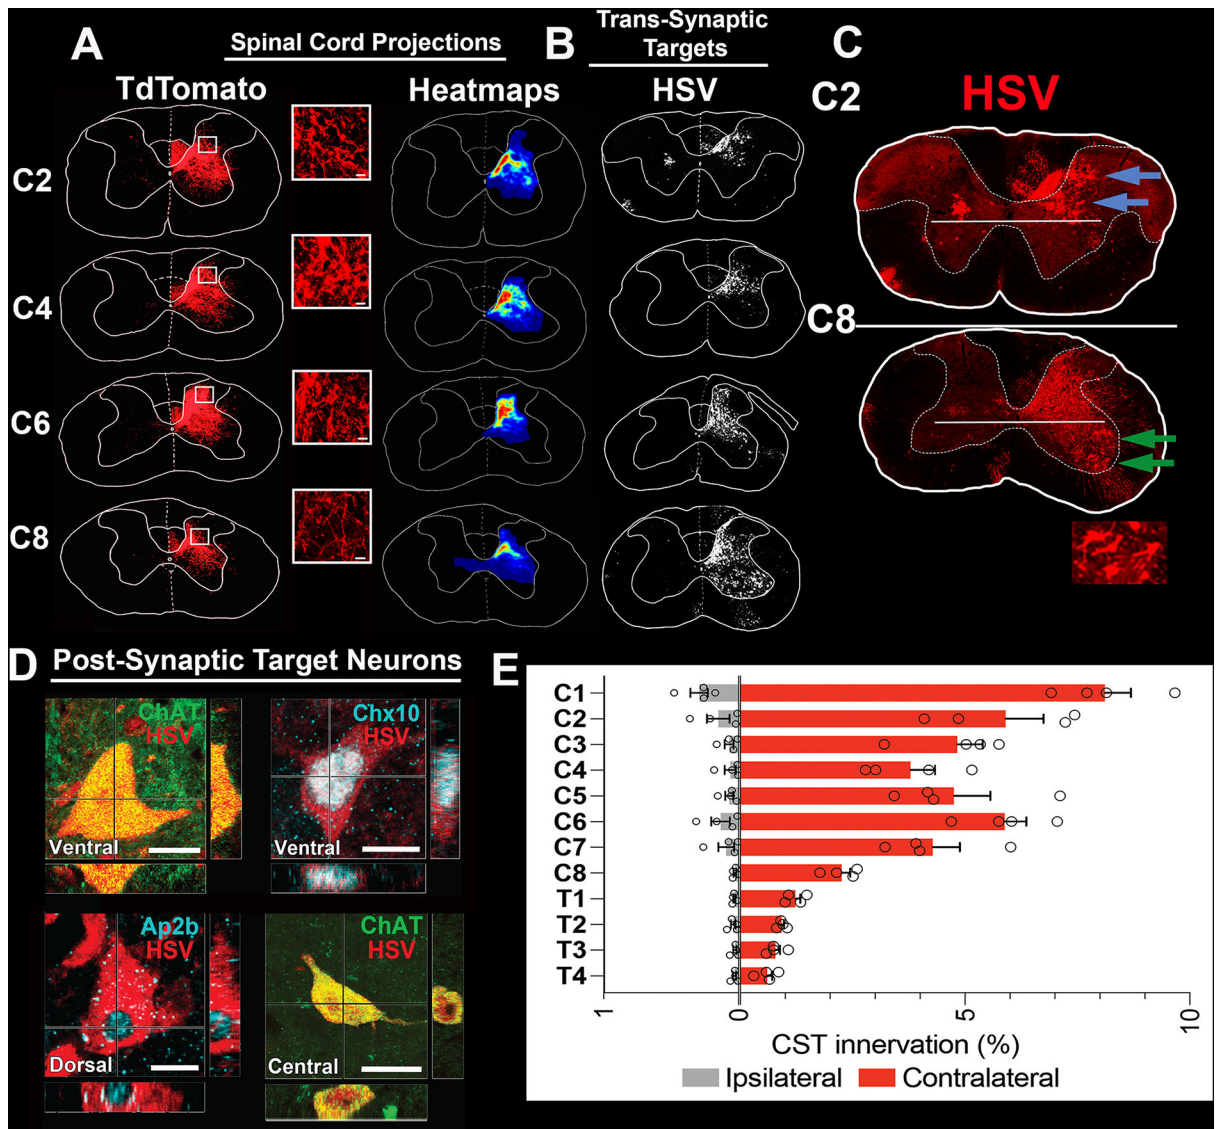 A
Spinal Cord Projections
TdTomato
Heatmaps
C2
C4
C6
C8
B
Trans-Synaptic
Targets
HSV
C
C2
HSV
C8
D
Post-Synaptic Target Neurons
ChAT
HSV
Ventral
Chx10
HSV
Ventral
Ap2b
HSV
Dorsal
ChAT
HSV
Central
E
C1
C2
C3
C4
C5
C6
C7
C8
T1
T2
T3
T4
1 0 5 10
CST innervation (%)
Ipsilateral Contralateral